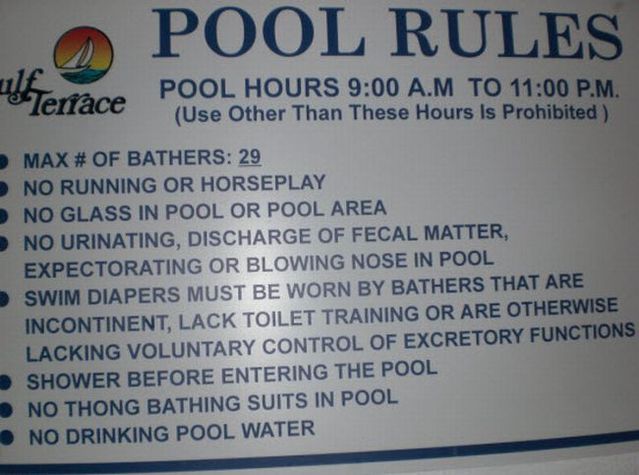 POOL RULES
ulf
Terrace
POOL HOURS 9:00 A.M TO 11:00 P.M.
(Use Other Than These Hours Is Prohibited )
• MAX # OF BATHERS: 29
• NO RUNNING OR HORSEPLAY
• NO GLASS IN POOL OR POOL AREA
• NO URINATING, DISCHARGE OF FECAL MATTER,
EXPECTORATING OR BLOWING NOSE IN POOL
• SWIM DIAPERS MUST BE WORN BY BATHERS THAT ARE
INCONTINENT, LACK TOILET TRAINING OR ARE OTHERWISE
LACKING VOLUNTARY CONTROL OF EXCRETORY FUNCTIONS
• SHOWER BEFORE ENTERING THE POOL
• NO THONG BATHING SUITS IN POOL
• NO DRINKING POOL WATER